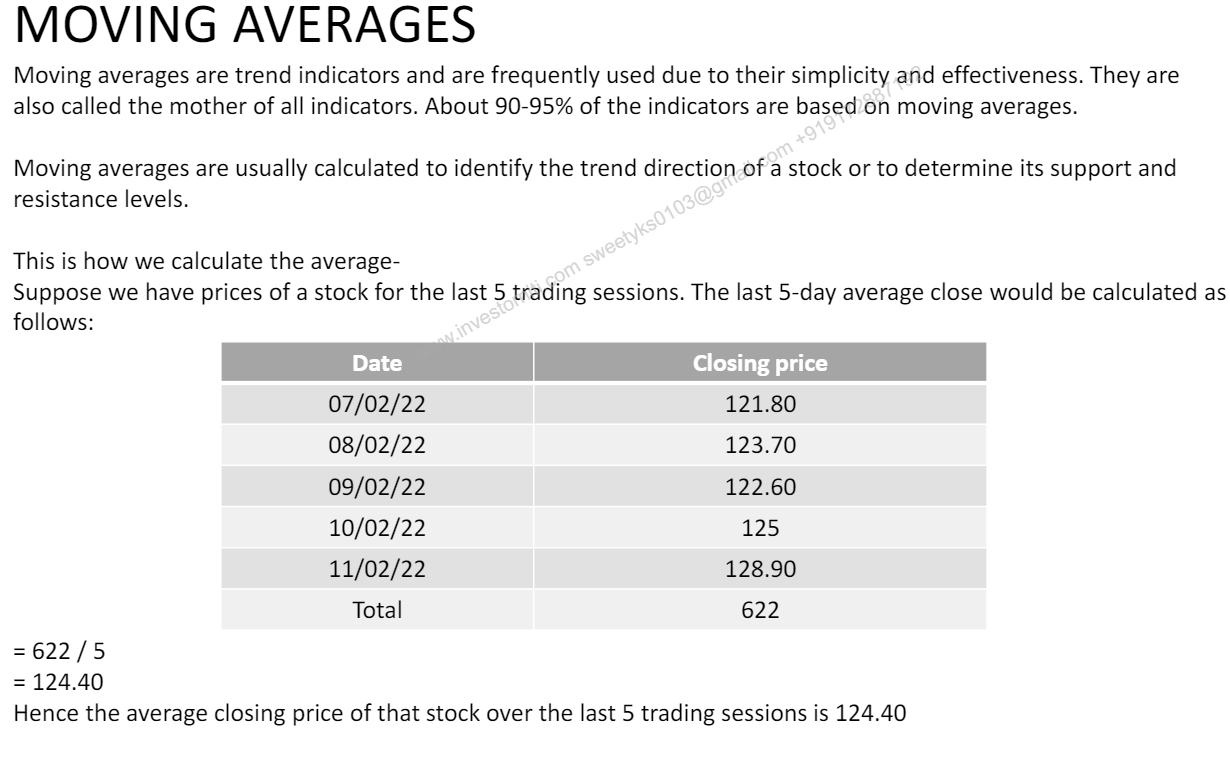 MOVING AVERAGES
Moving averages are trend indicators and are frequently used due to their simplicity and effectiveness. They are
also called the mother of all indicators. About 90-95% of the indicators are based on moving averages.
Moving averages are usually calculated to identify the trend direction of a stock or to determine its support and
resistance levels.
This is how we calculate the average-
Suppose we have prices of a stock for the last 5 trading sessions. The last 5-day average close would be calculated as
follows:
Date Closing price
07/02/22 121.80
08/02/22 123.70
09/02/22 122.60
10/02/22 125
11/02/22 128.90
Total 622
= 622 / 5
= 124.40
Hence the average closing price of that stock over the last 5 trading sessions is 124.40